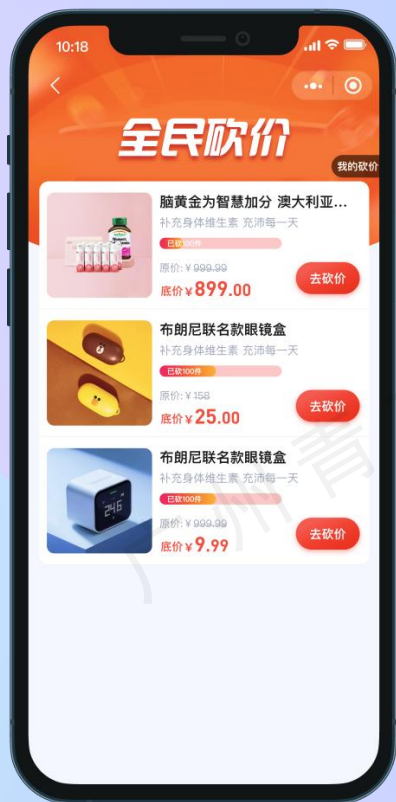 10:18
全民砍价
我的砍价
脑黄金为智慧加分 澳大利亚...
补充身体维生素 充沛每一天
已砍100件
原价:￥999.99
底价￥899.00
去砍价
布朗尼联名款眼镜盒
补充身体维生素 充沛每一天
已砍100件
原价:￥158
底价￥25.00
去砍价
布朗尼联名款眼镜盒
补充身体维生素 充沛每一天
已砍100件
原价:￥999.99
底价￥9.99
去砍价
246
广州青